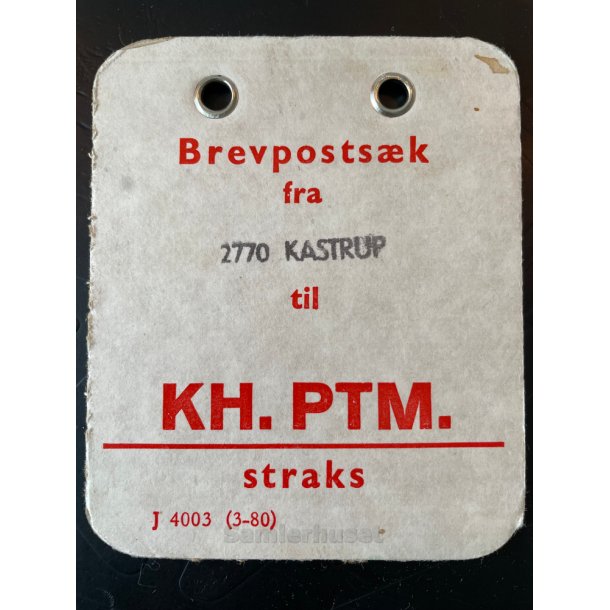 Brevpostsæk
fra
2770 KASTRUP
til
KH. PTM.
straks
J 4003 (3-80)
Samlerhuset